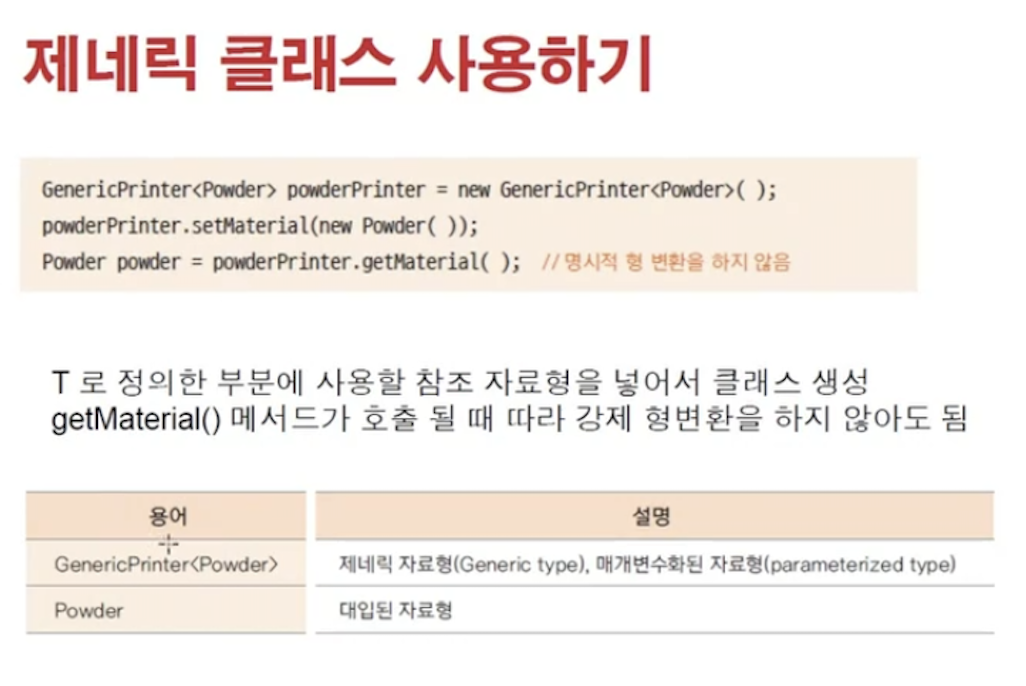 제네릭 클래스 사용하기
GenericPrinter<Powder> powderPrinter = new GenericPrinter<Powder>( );
powderPrinter.setMaterial(new Powder( ));
Powder powder = powderPrinter.getMaterial( ); //명시적 형 변환을 하지 않음
T 로 정의한 부분에 사용할 참조 자료형을 넣어서 클래스 생성
getMaterial() 메서드가 호출 될 때 따라 강제 형변환을 하지 않아도 됨
용어 설명
GenericPrinter<Powder> 제네릭 자료형(Generic type), 매개변수화된 자료형(parameterized type)
Powder 대입된 자료형